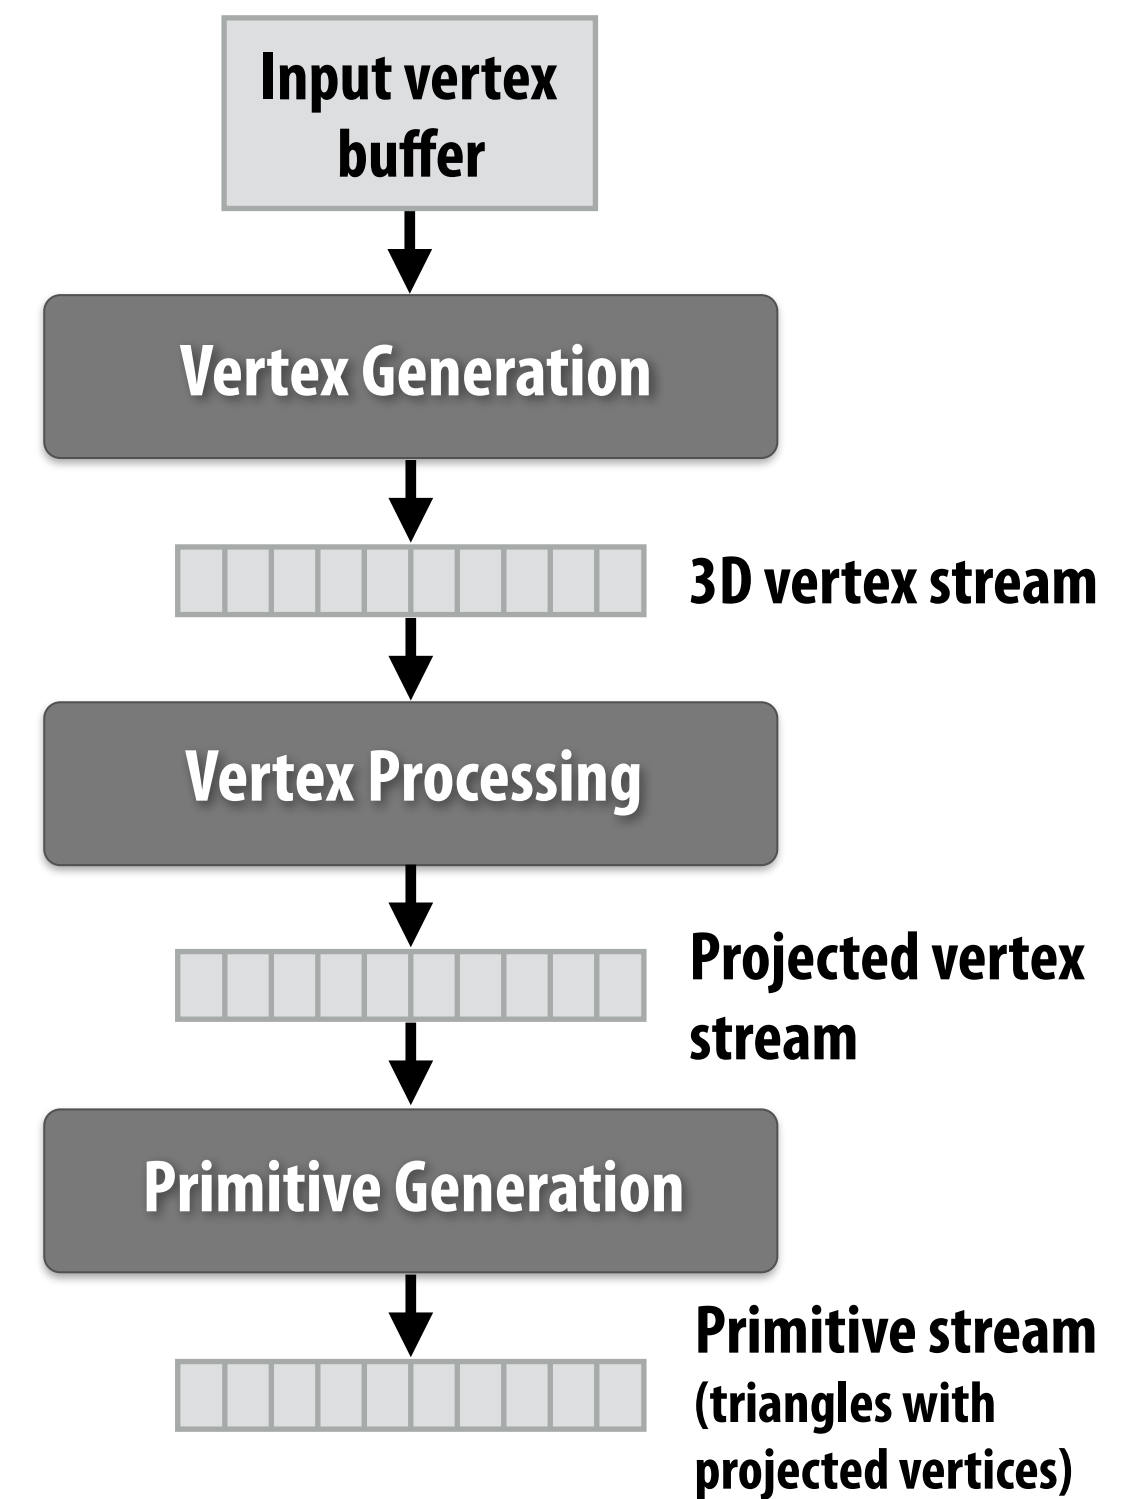 Input vertex
buffer
Vertex Generation
3D vertex stream
Vertex Processing
Projected vertex
stream
Primitive Generation
Primitive stream
(triangles with
projected vertices)